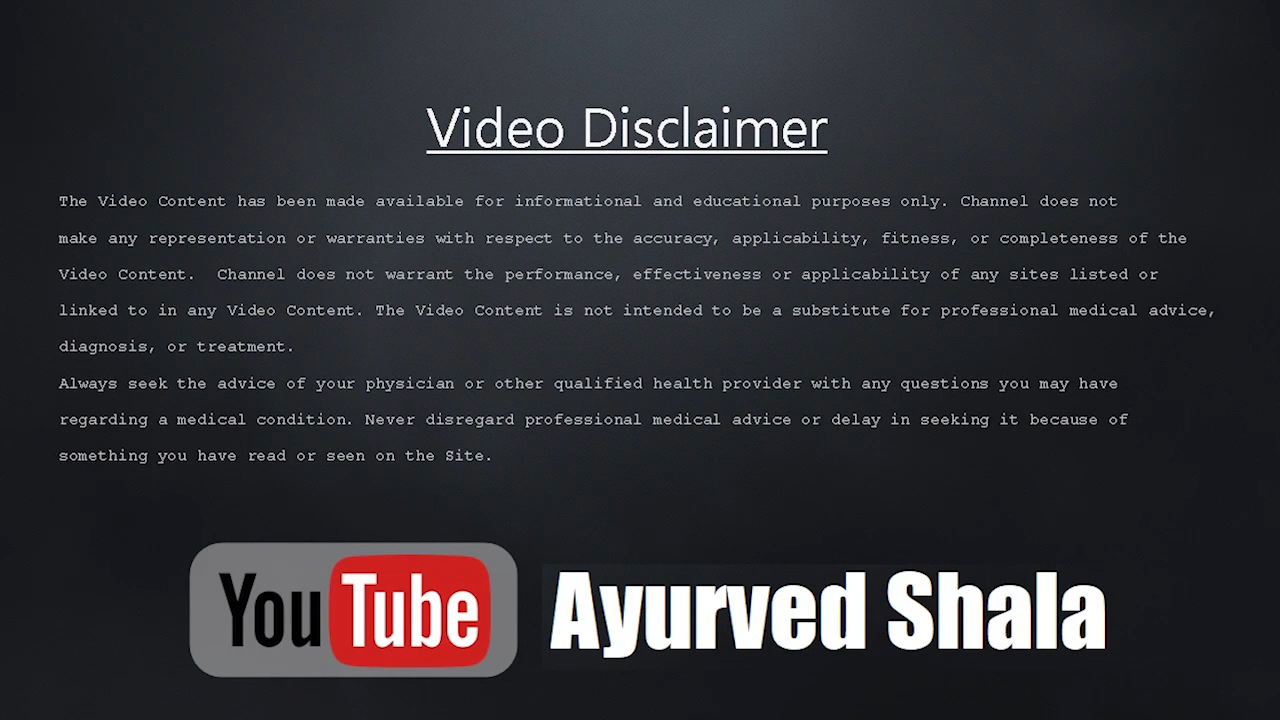 Video Disclaimer
The Video Content has been made available for informational and educational purposes only. Channel does not
make any representation or warranties with respect to the accuracy, applicability, fitness, or completeness of the
Video Content.  Channel does not warrant the performance, effectiveness or applicability of any sites listed or
linked to in any Video Content. The Video Content is not intended to be a substitute for professional medical advice,
diagnosis, or treatment.
Always seek the advice of your physician or other qualified health provider with any questions you may have
regarding a medical condition. Never disregard professional medical advice or delay in seeking it because of
something you have read or seen on the Site.
YouTube Ayurved Shala